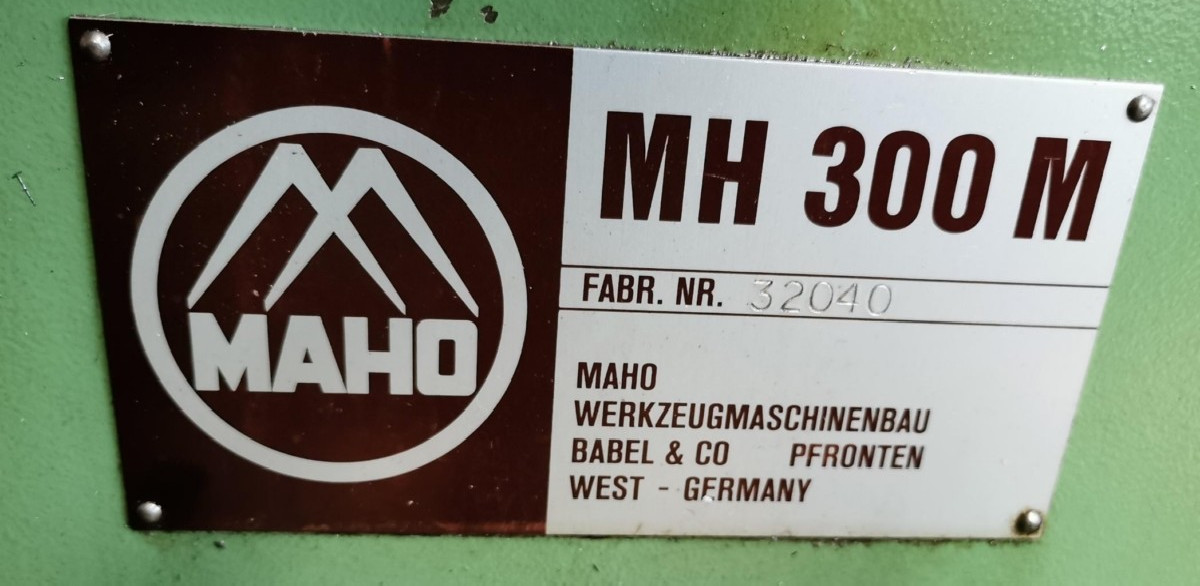 MAHO
MH 300 M
FABR. NR. 32040
MAHO
WERKZEUGMASCHINENBAU
BABEL & CO PFRONTEN
WEST - GERMANY